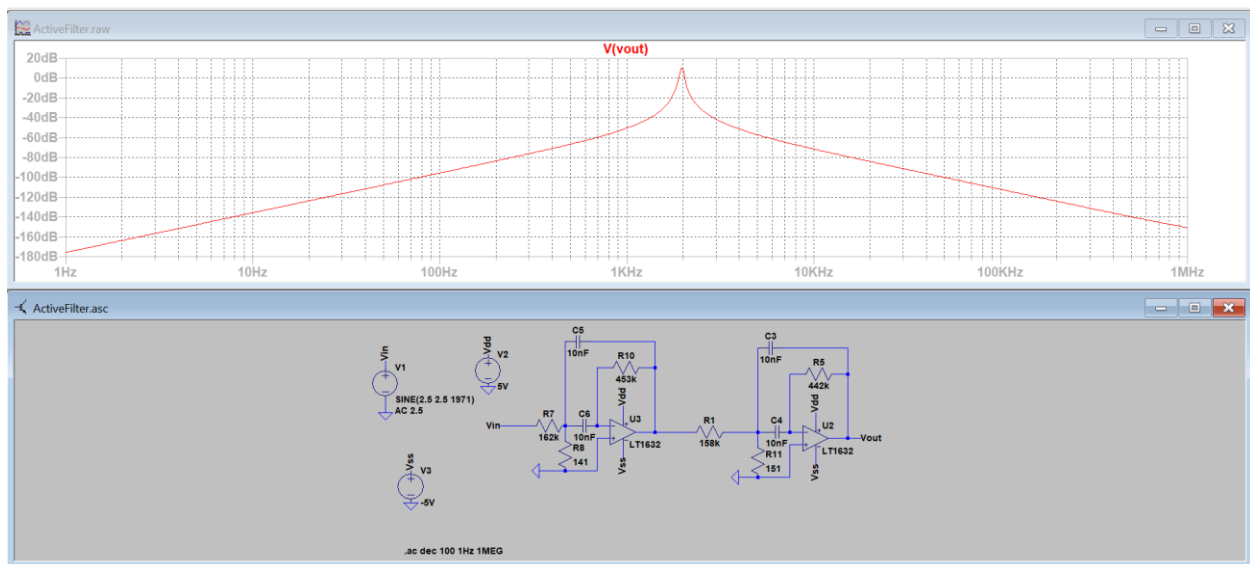 ActiveFilter.raw
V(vout)
20dB
0dB
-20dB
-40dB
-60dB
-80dB
-100dB
-120dB
-140dB
-160dB
-180dB
1Hz 10Hz 100Hz 1KHz 10KHz 100KHz 1MHz
ActiveFilter.asc
Vin
V1
SINE(2.5 2.5 1971)
AC 2.5
Vdd
V2
5V
Vss
V3
-5V
.ac dec 100 1Hz 1MEG
C5
10nF
R10
453k
Vdd
Vin
R7
162k
C6
10nF
U3
LT1632
R8
141
Vss
R1
158k
C3
10nF
R5
442k
Vdd
C4
10nF
U2
LT1632
R11
151
Vss
Vout